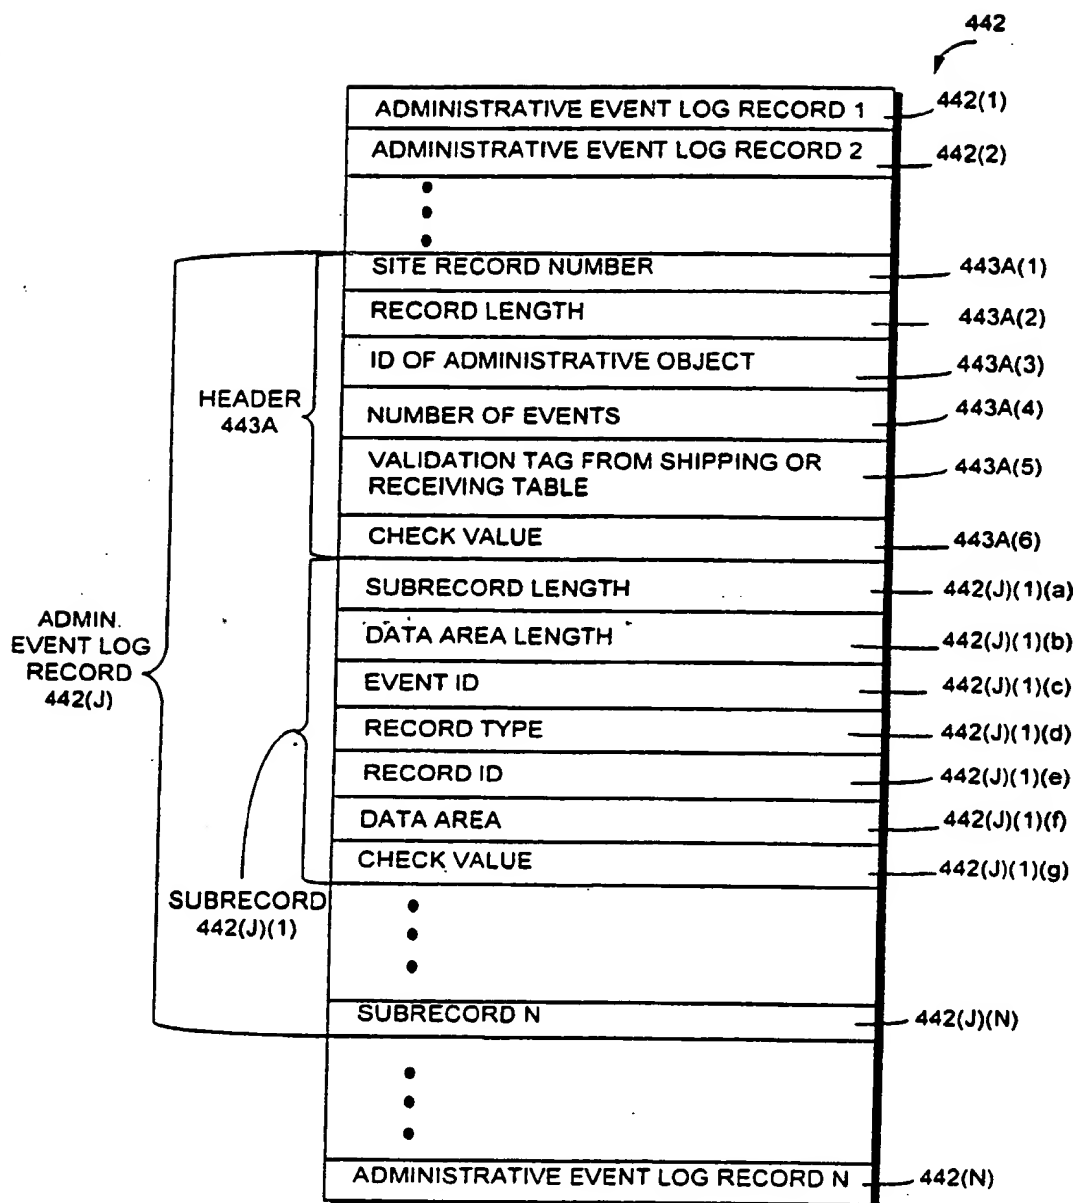 442
ADMINISTRATIVE EVENT LOG RECORD 1
442(1)
ADMINISTRATIVE EVENT LOG RECORD 2
442(2)
SITE RECORD NUMBER
443A(1)
RECORD LENGTH
443A(2)
ID OF ADMINISTRATIVE OBJECT
443A(3)
HEADER
443A
NUMBER OF EVENTS
443A(4)
VALIDATION TAG FROM SHIPPING OR
RECEIVING TABLE
443A(5)
CHECK VALUE
443A(6)
SUBRECORD LENGTH
442(J)(1)(a)
ADMIN.
EVENT LOG
RECORD
442(J)
DATA AREA LENGTH
442(J)(1)(b)
EVENT ID
442(J)(1)(c)
RECORD TYPE
442(J)(1)(d)
RECORD ID
442(J)(1)(e)
DATA AREA
442(J)(1)(f)
CHECK VALUE
442(J)(1)(g)
SUBRECORD
442(J)(1)
SUBRECORD N
442(J)(N)
ADMINISTRATIVE EVENT LOG RECORD N
442(N)